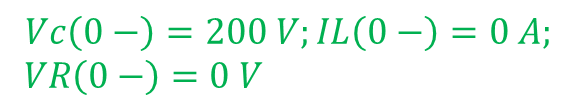 Vc(0 −) = 200 V; IL(0 −) = 0 A;
VR(0 −) = 0 V